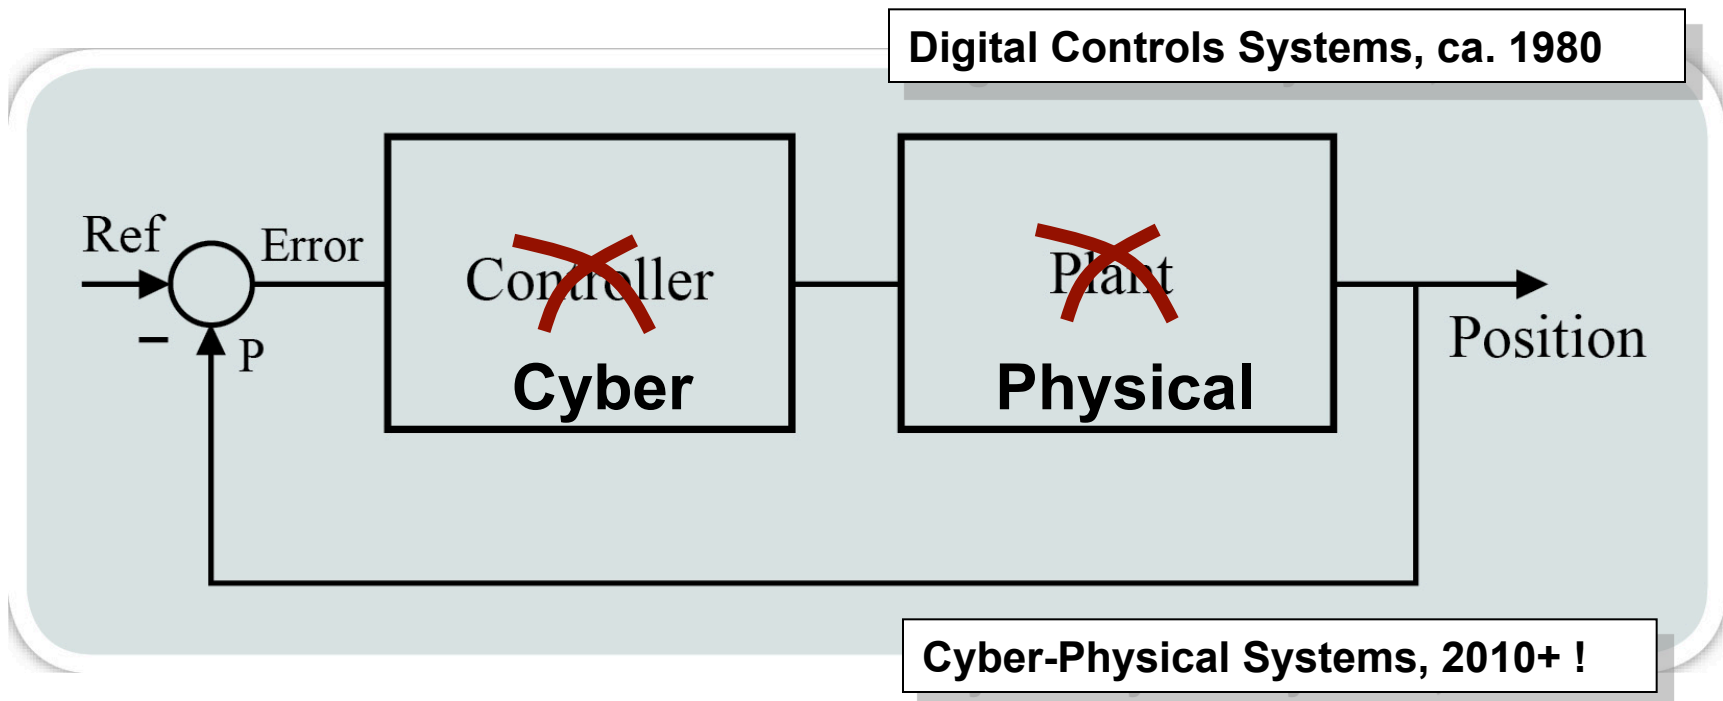 Digital Controls Systems, ca. 1980
Ref
Error
Controller
Plant
–
P
Position
Cyber
Physical
Cyber-Physical Systems, 2010+ !